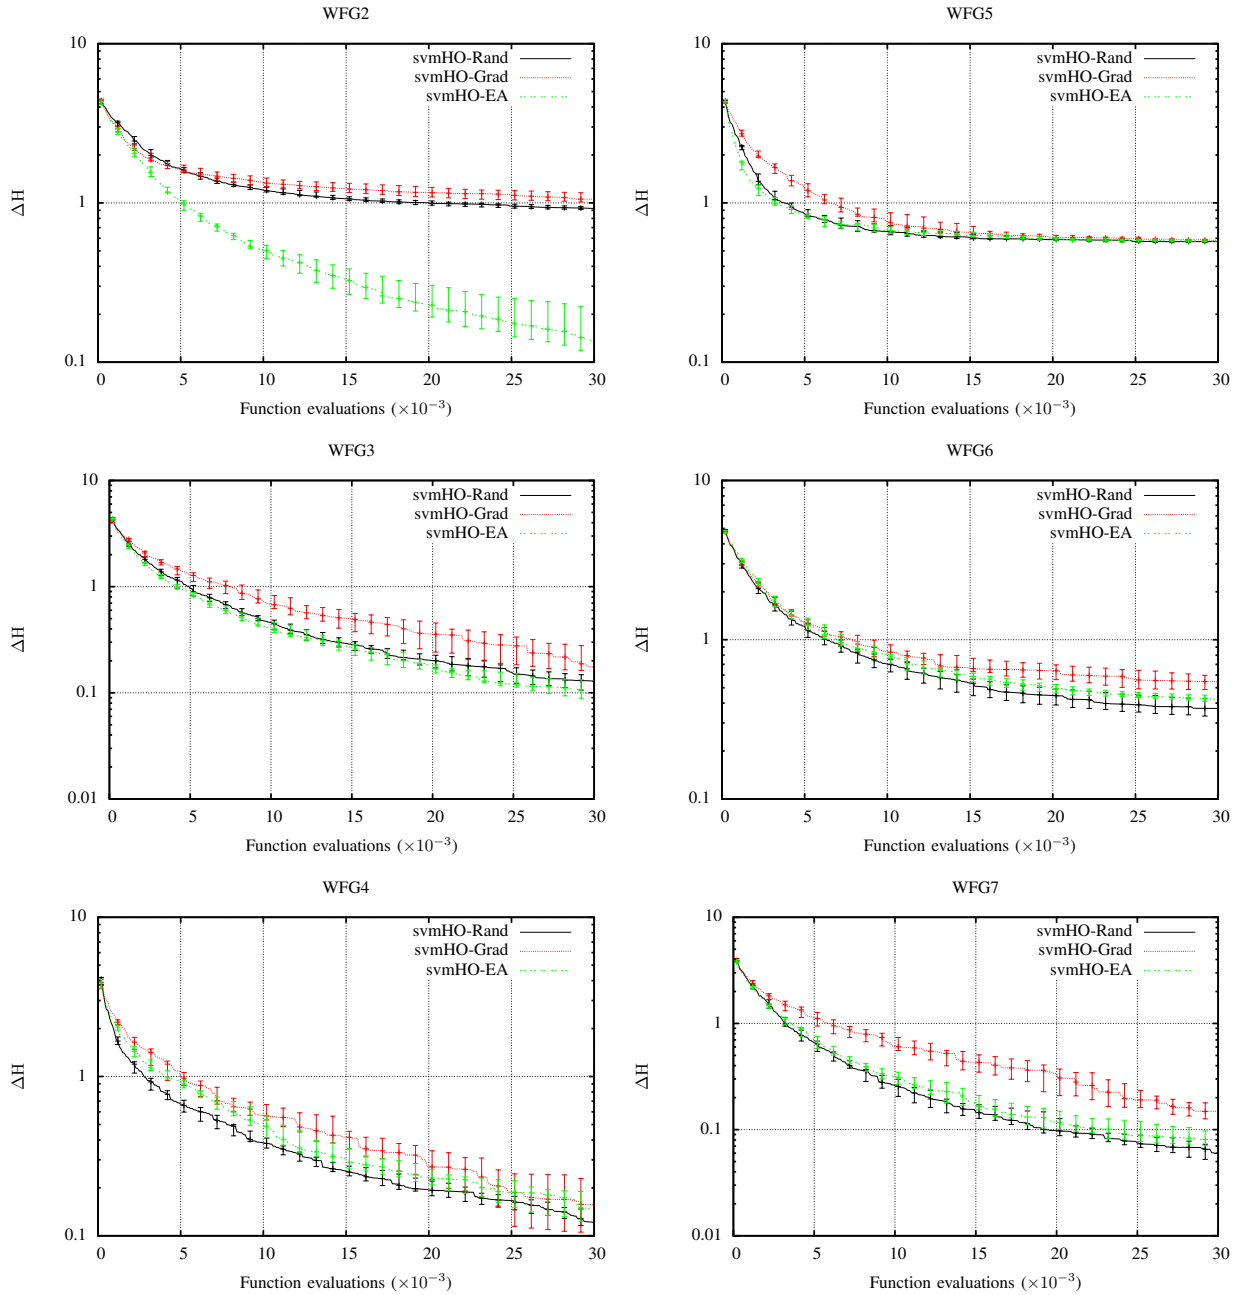 WFG2
10
1
0.1
ΔH
svmHO-Rand
svmHO-Grad
svmHO-EA
0 5 10 15 20 25 30
Function evaluations (×10−3)
WFG5
10
1
0.1
ΔH
svmHO-Rand
svmHO-Grad
svmHO-EA
0 5 10 15 20 25 30
Function evaluations (×10−3)
WFG3
10
1
0.1
0.01
ΔH
svmHO-Rand
svmHO-Grad
svmHO-EA
0 5 10 15 20 25 30
Function evaluations (×10−3)
WFG6
10
1
0.1
ΔH
svmHO-Rand
svmHO-Grad
svmHO-EA
0 5 10 15 20 25 30
Function evaluations (×10−3)
WFG4
10
1
0.1
ΔH
svmHO-Rand
svmHO-Grad
svmHO-EA
0 5 10 15 20 25 30
Function evaluations (×10−3)
WFG7
10
1
0.1
0.01
ΔH
svmHO-Rand
svmHO-Grad
svmHO-EA
0 5 10 15 20 25 30
Function evaluations (×10−3)